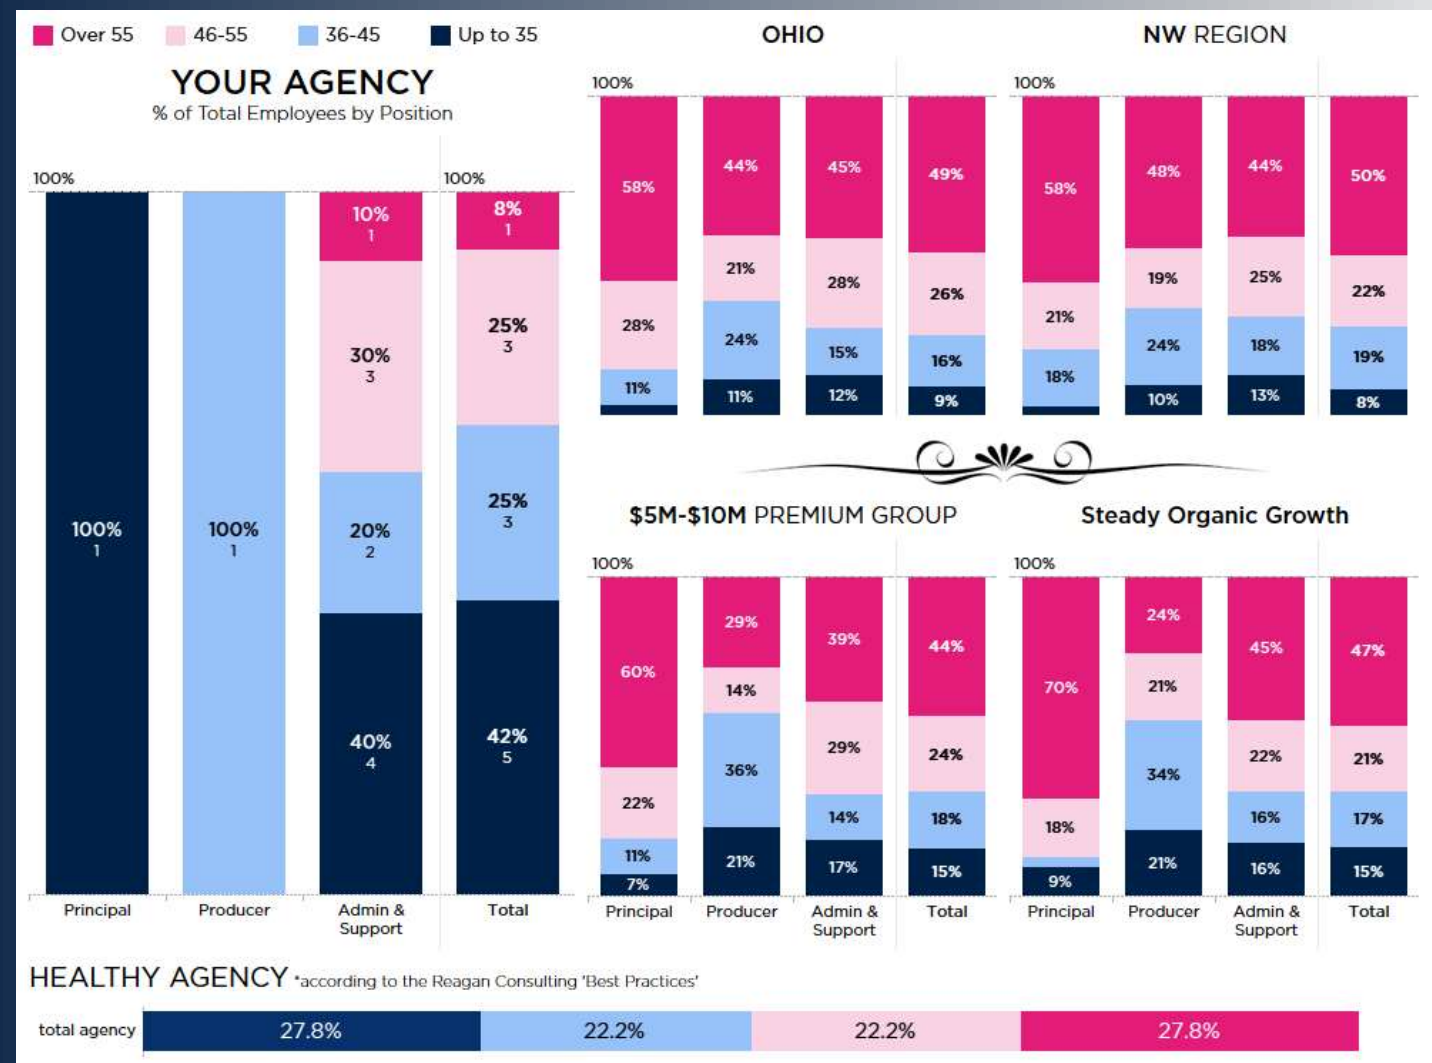 Over 55 46-55 36-45 Up to 35
YOUR AGENCY
% of Total Employees by Position
100% 100%
10% 8%
1 1
30% 25%
3 3
100% 100% 20% 25%
1 1 2 3
40% 42%
4 5
Principal Producer Admin & Total
Support
OHIO
100%
58% 44% 45% 49%
28% 21% 28% 26%
11% 24% 15% 16%
11% 12% 9%
NW REGION
100%
58% 48% 44% 50%
21% 19% 25% 22%
18% 24% 18% 19%
10% 13% 8%
$5M-$10M PREMIUM GROUP
100%
60% 29% 39% 44%
22% 14% 29% 24%
11% 36% 14% 18%
7% 21% 17% 15%
Principal Producer Admin & Total
Support
Steady Organic Growth
100%
70% 24% 45% 47%
18% 21% 22% 21%
34% 16% 17%
9% 21% 16% 15%
Principal Producer Admin & Total
Support
HEALTHY AGENCY *according to the Reagan Consulting 'Best Practices'
total agency 27.8% 22.2% 22.2% 27.8%